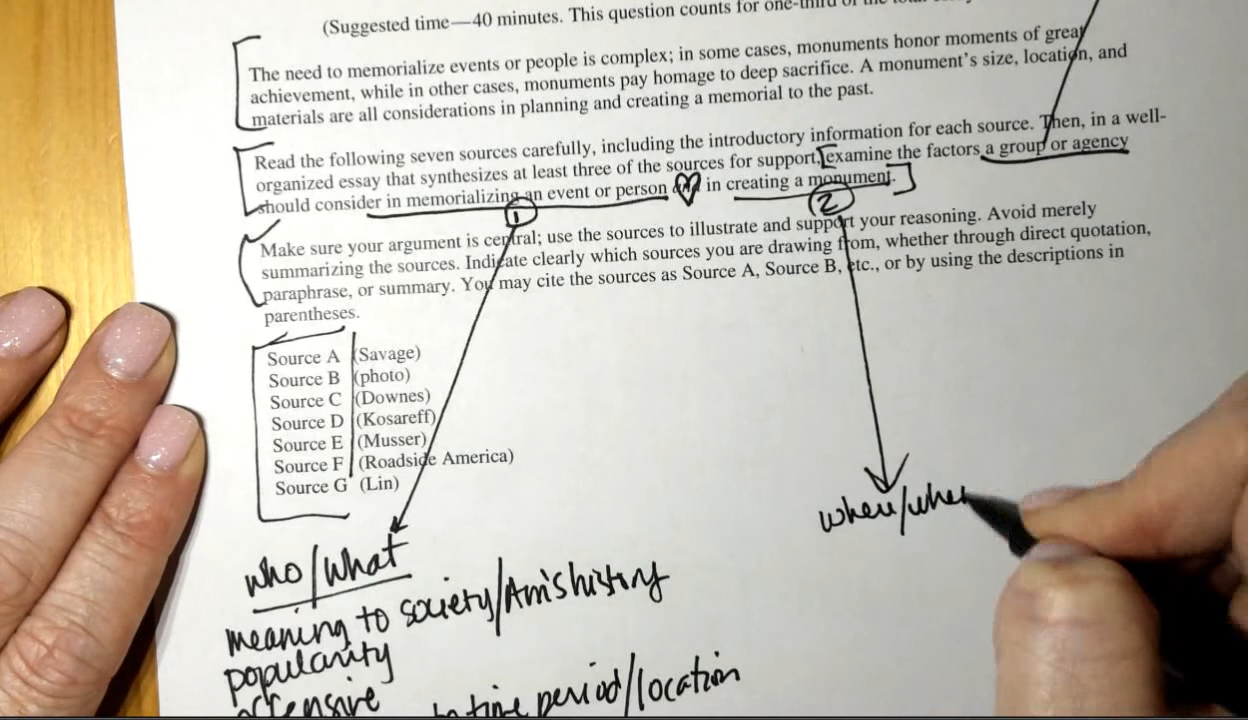 (Suggested time—40 minutes. This question counts for one-third of the total
The need to memorialize events or people is complex; in some cases, monuments honor moments of great
achievement, while in other cases, monuments pay homage to deep sacrifice. A monument's size, location, and
materials are all considerations in planning and creating a memorial to the past.
Read the following seven sources carefully, including the introductory information for each source. Then, in a well-
organized essay that synthesizes at least three of the sources for support, examine the factors a group or agency
should consider in memorializing an event or person and in creating a monument.
1 2
Make sure your argument is central; use the sources to illustrate and support your reasoning. Avoid merely
summarizing the sources. Indicate clearly which sources you are drawing from, whether through direct quotation,
paraphrase, or summary. You may cite the sources as Source A, Source B, etc., or by using the descriptions in
parentheses.
Source A (Savage)
Source B (photo)
Source C (Downes)
Source D (Kosareff)
Source E (Musser)
Source F (Roadside America)
Source G (Lin)
who/what
meaning to society/Am's history
popularity
offensive
to time period/location
where/when